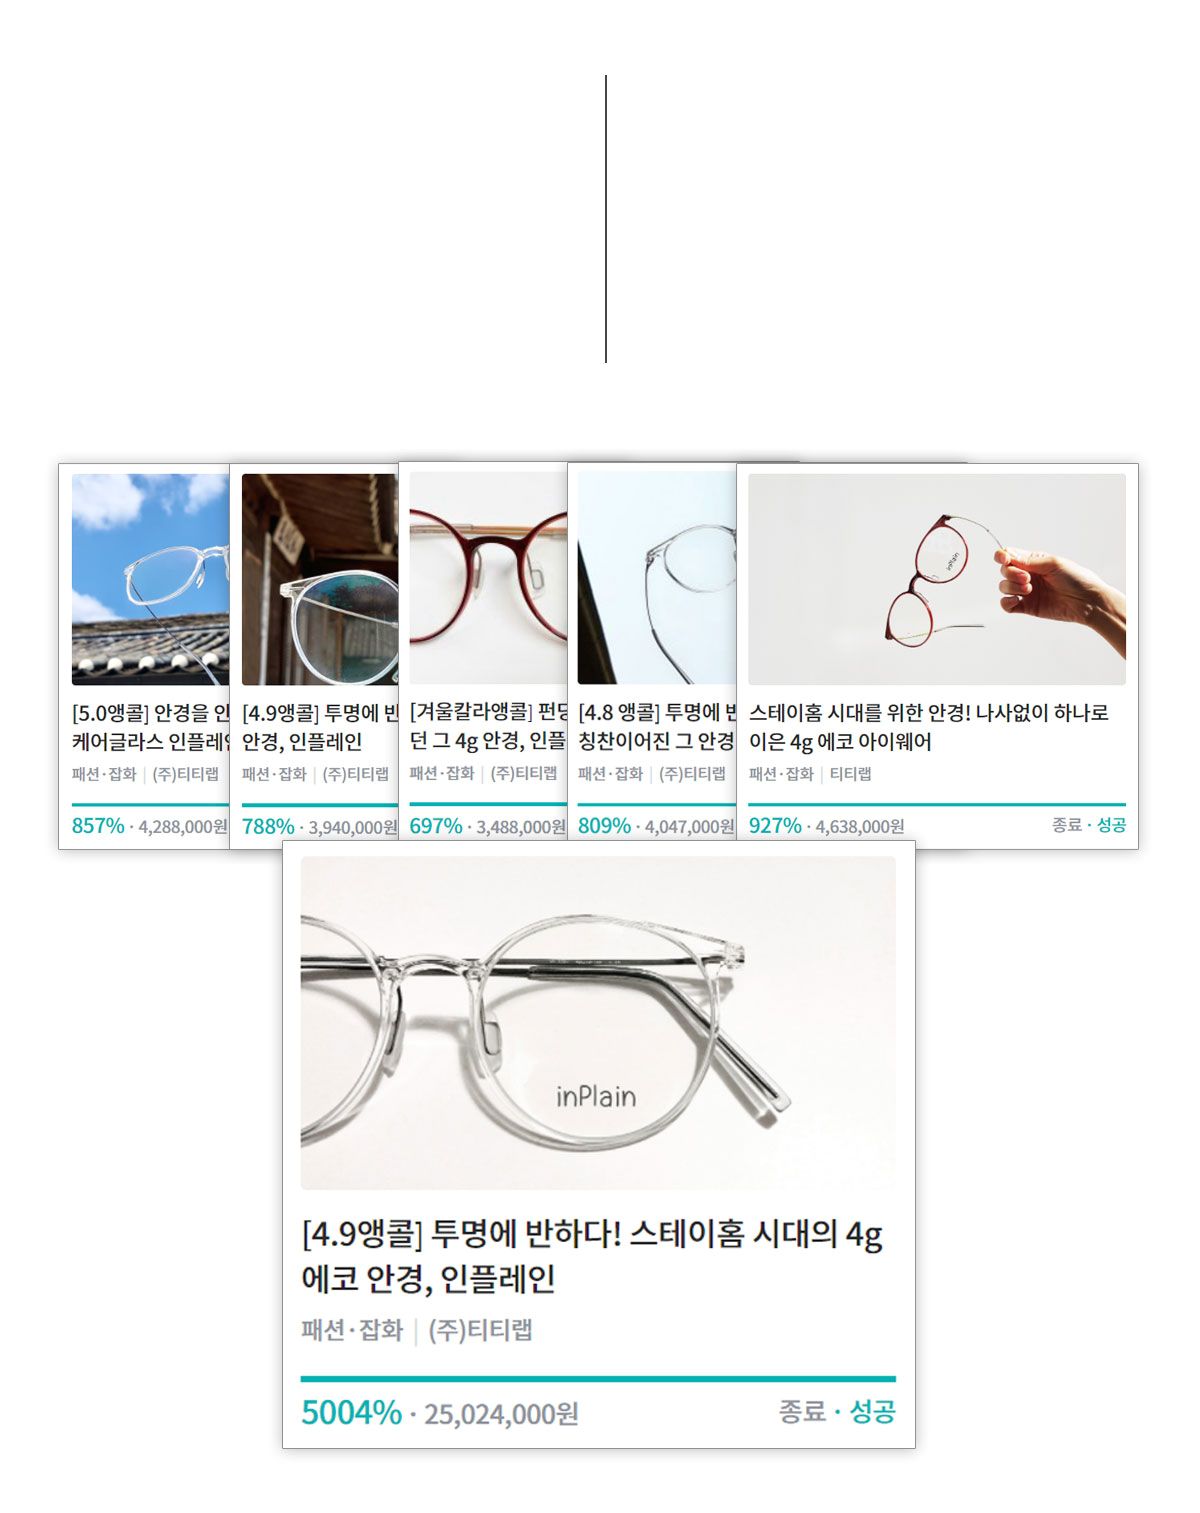 [5.0앵콜] 안경을 안
케어글라스 인플레인
패션·잡화 | (주)티티랩
857% · 4,288,000원
[4.9앵콜] 투명에 반
안경, 인플레인
패션·잡화 | (주)티티랩
788% · 3,940,000원
[겨울칼라앵콜] 펀딩
던 그 4g 안경, 인플
패션·잡화 | (주)티티랩
697% · 3,488,000원
[4.8 앵콜] 투명에 반
칭찬이어진 그 안경
패션·잡화 | (주)티티랩
809% · 4,047,000원
inPlain
스테이홈 시대를 위한 안경! 나사없이 하나로
이은 4g 에코 아이웨어
패션·잡화 | 티티랩
927% · 4,638,000원 종료 · 성공
inPlain
[4.9앵콜] 투명에 반하다! 스테이홈 시대의 4g
에코 안경, 인플레인
패션·잡화 | (주)티티랩
5004% · 25,024,000원 종료 · 성공